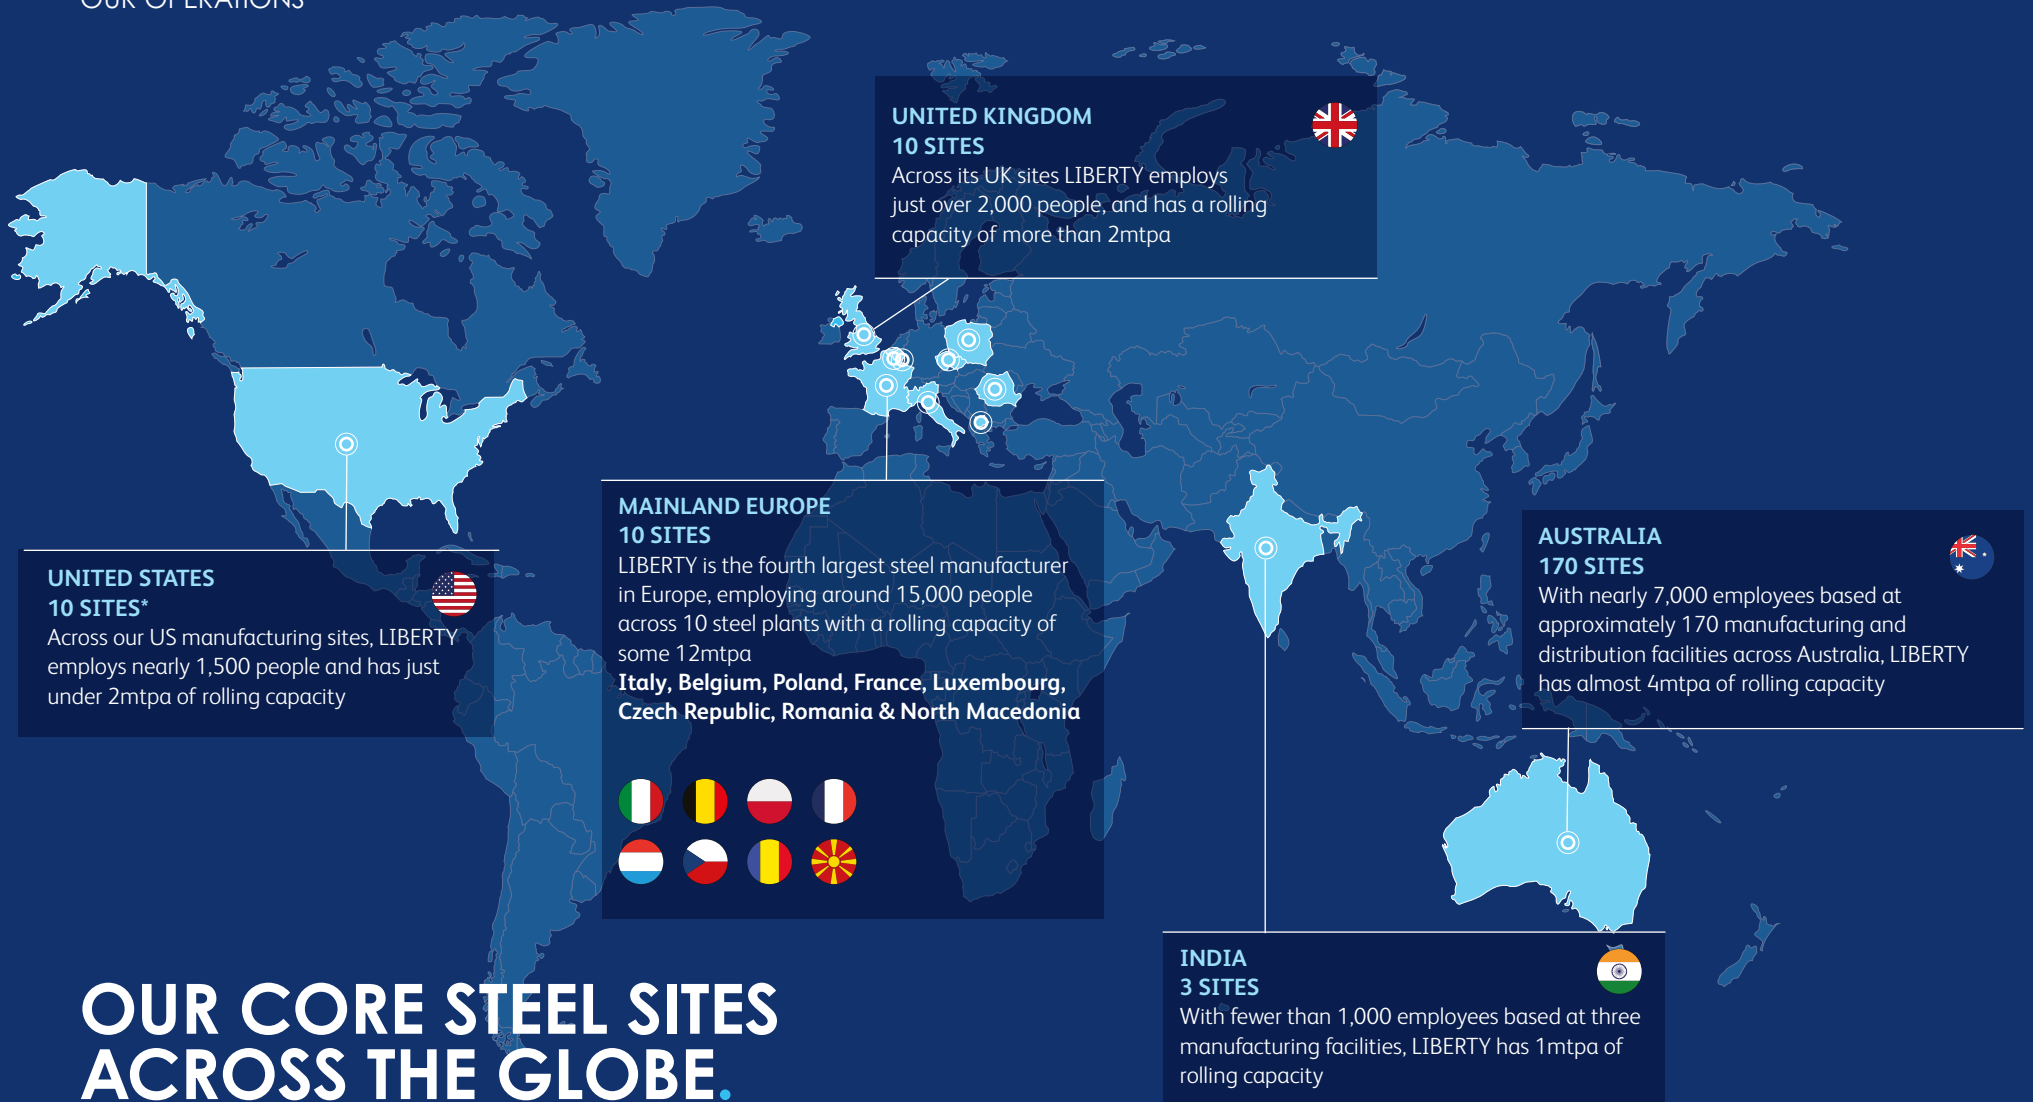 OUR OPERATIONS
UNITED KINGDOM
10 SITES
Across its UK sites LIBERTY employs
just over 2,000 people, and has a rolling
capacity of more than 2mtpa
UNITED STATES
10 SITES*
Across our US manufacturing sites, LIBERTY
employs nearly 1,500 people and has just
under 2mtpa of rolling capacity
MAINLAND EUROPE
10 SITES
LIBERTY is the fourth largest steel manufacturer
in Europe, employing around 15,000 people
across 10 steel plants with a rolling capacity of
some 12mtpa
Italy, Belgium, Poland, France, Luxembourg,
Czech Republic, Romania & North Macedonia
AUSTRALIA
170 SITES
With nearly 7,000 employees based at
approximately 170 manufacturing and
distribution facilities across Australia, LIBERTY
has almost 4mtpa of rolling capacity
INDIA
3 SITES
With fewer than 1,000 employees based at three
manufacturing facilities, LIBERTY has 1mtpa of
rolling capacity
OUR CORE STEEL SITES
ACROSS THE GLOBE.